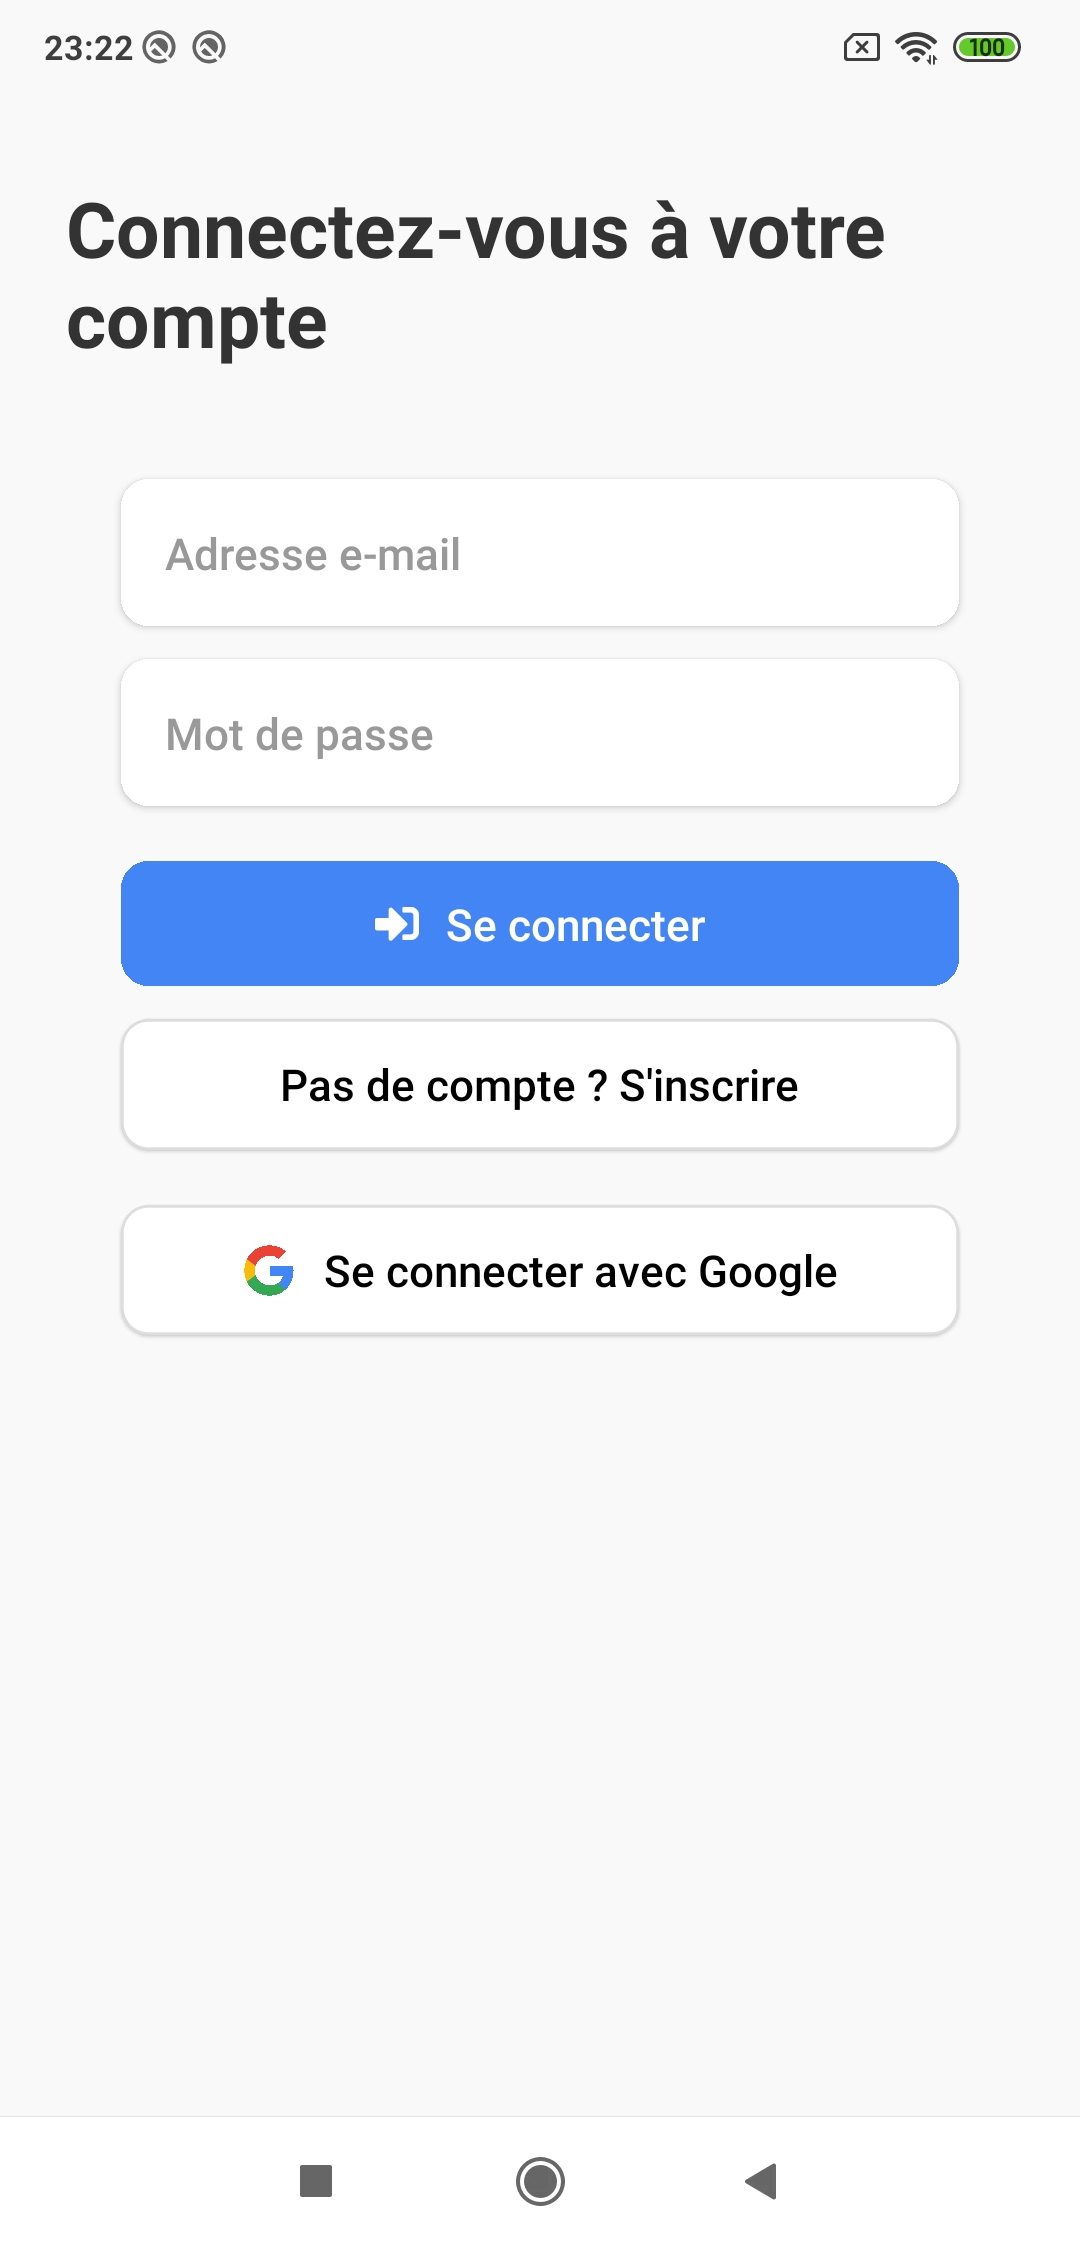 23:22
100
Connectez-vous à votre
compte
Adresse e-mail
Mot de passe
Se connecter
Pas de compte ? S'inscrire
Se connecter avec Google